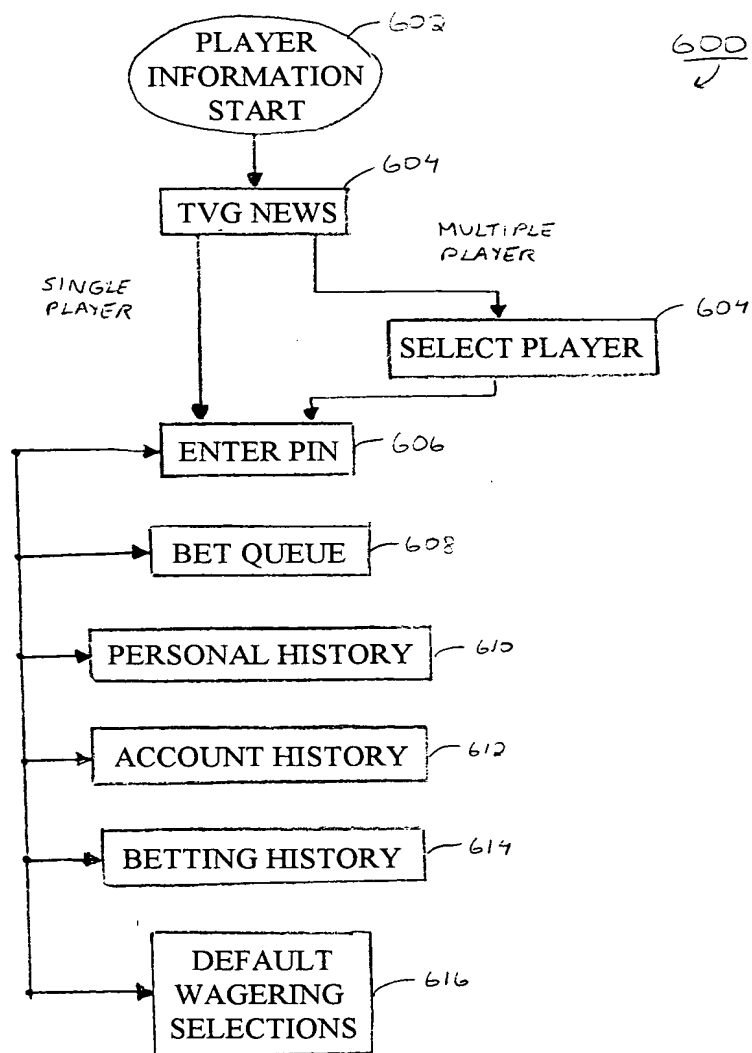 PLAYER
INFORMATION
START
602
600
604
TVG NEWS
MULTIPLE
PLAYER
SINGLE
PLAYER
604
SELECT PLAYER
ENTER PIN
606
BET QUEUE
608
PERSONAL HISTORY
610
ACCOUNT HISTORY
612
BETTING HISTORY
614
DEFAULT
WAGERING
SELECTIONS
616